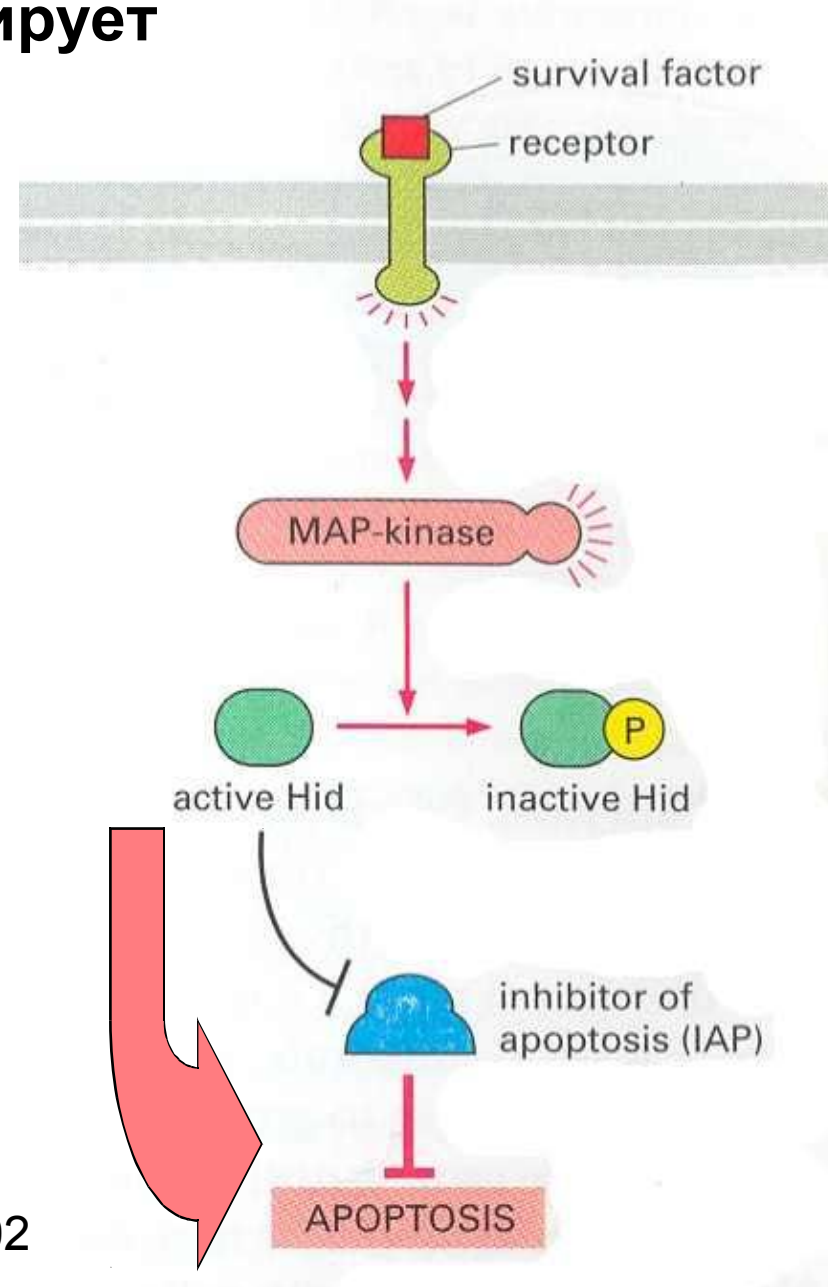 ирует
survival factor
receptor
MAP-kinase
P
active Hid
inactive Hid
inhibitor of
apoptosis (IAP)
APOPTOSIS
02